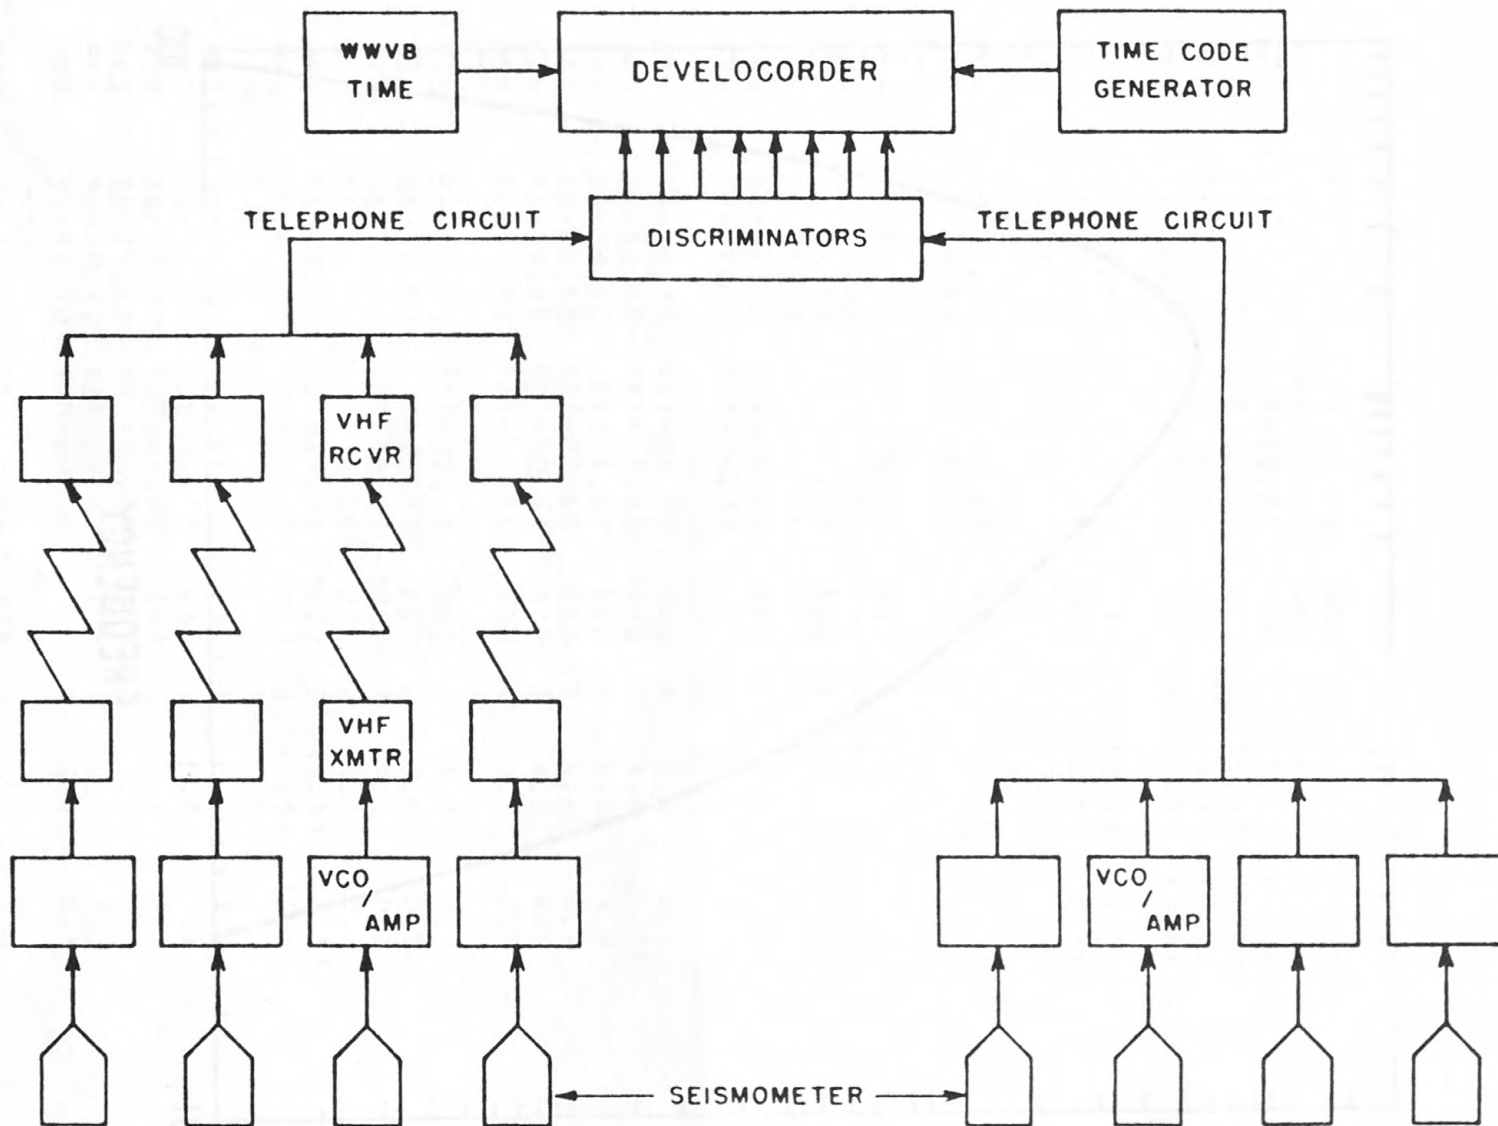 WWVB
TIME
DEVELOCORDER
TIME CODE
GENERATOR
TELEPHONE CIRCUIT
DISCRIMINATORS
TELEPHONE CIRCUIT
VHF
RCVR
VHF
XMTR
VCO
/
AMP
VCO
/
AMP
SEISMOMETER